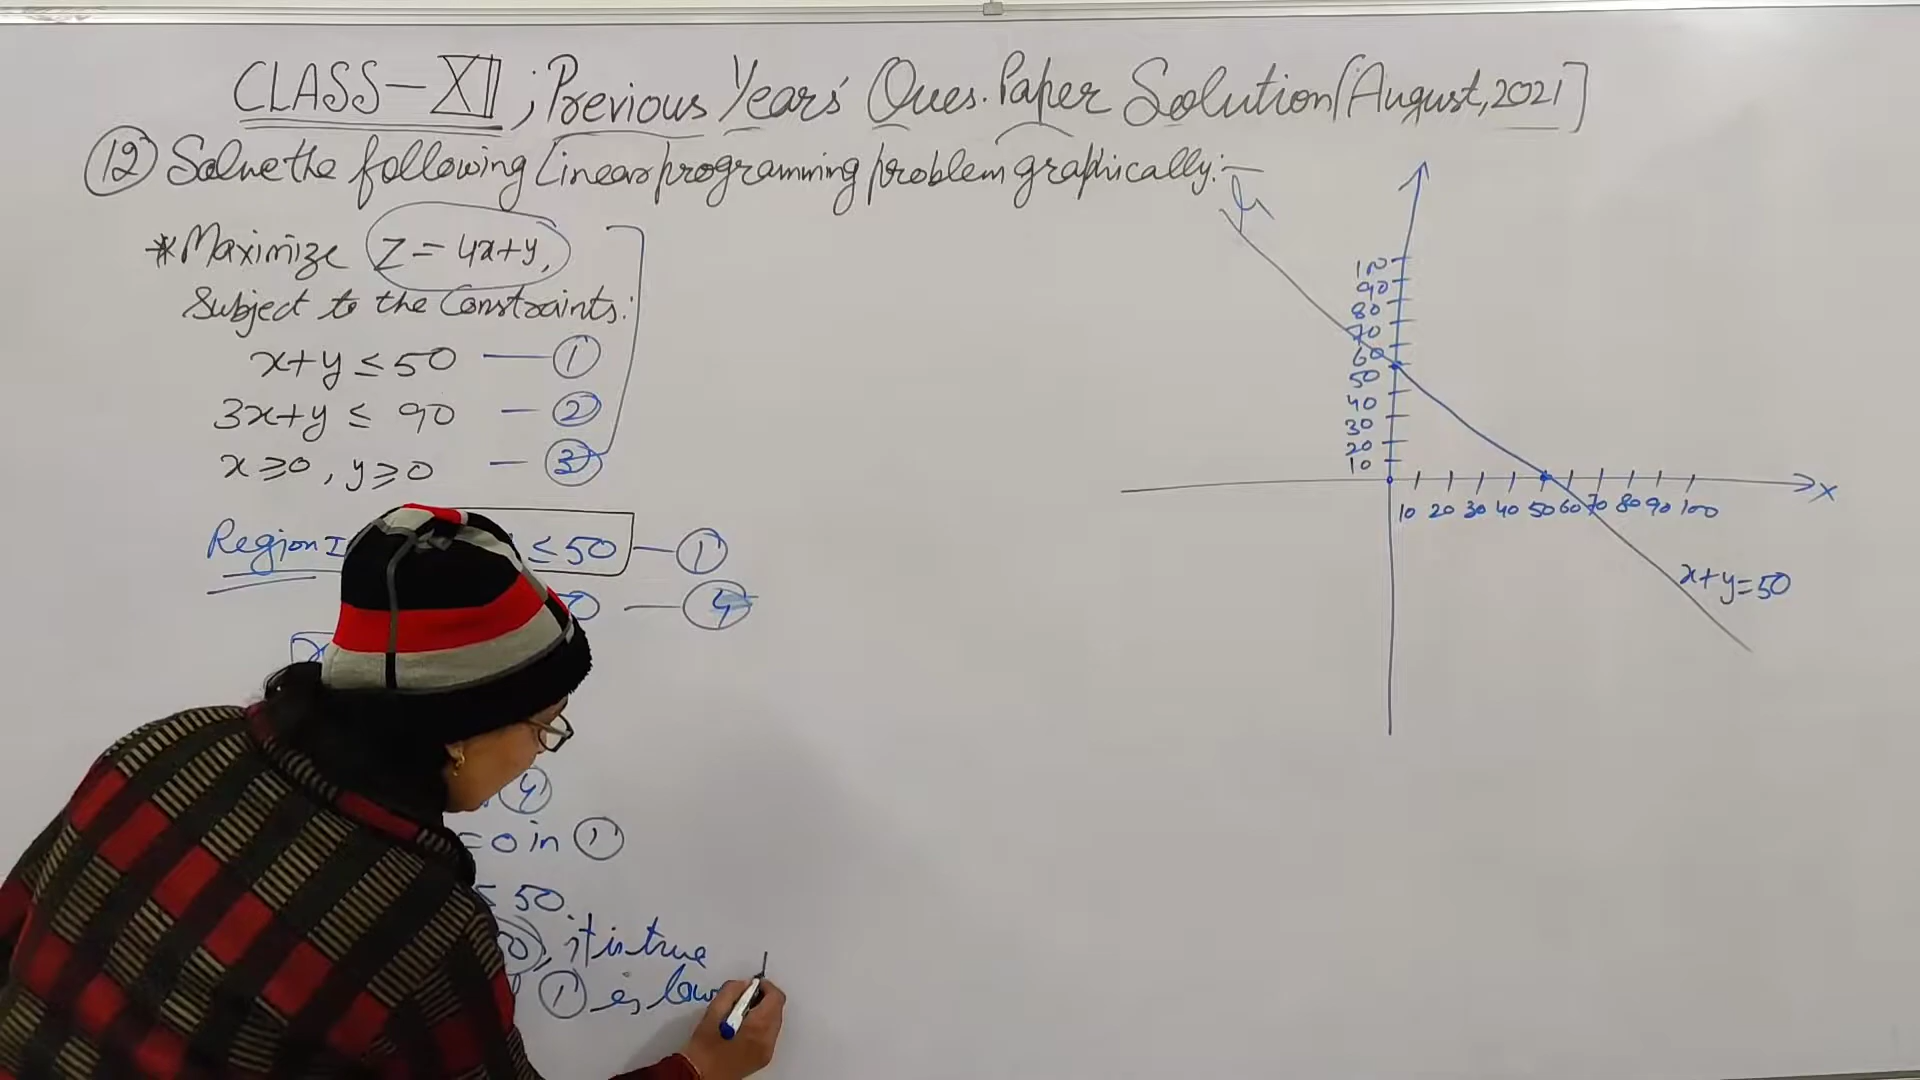 CLASS-XII; Previous Years' Ques. Paper Solution [August, 2021]
(12) Solve the following Linear programming problem graphically:-
*Maximize Z = 4x+y,
Subject to the Constraints:
x+y ≤ 50 — (1)
3x+y ≤ 90 — (2)
x ≥ 0, y ≥ 0 — (3)
Region I ≤ 50 — (1)
0 — (4)
(4)
= 0 in (1)
≤ 50.
0, it is true
(1) is
100
90
80
70
60
50
40
30
20
10
10 20 30 40 50 60 70 80 90 100
x
x+y=50